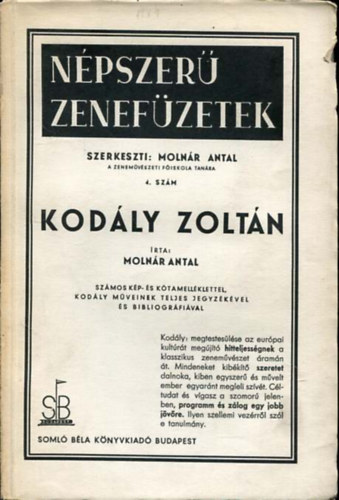 NÉPSZERŰ
ZENEFÜZETEK
SZERKESZTI: MOLNÁR ANTAL
A ZENEMŰVÉSZETI FŐISKOLA TANÁRA
4. SZÁM
KODÁLY ZOLTÁN
ÍRTA:
MOLNÁR ANTAL
SZÁMOS KÉP- ÉS KÓTAMELLÉKLETTEL,
KODÁLY MŰVEINEK TELJES JEGYZÉKÉVEL
ÉS BIBLIOGRÁFIÁVAL
Kodály: megtestesülése az európai
kultúrát megújító hitteljességnek a
klasszikus zeneművészet áramán
át. Mindeneket kibékítő szeretet
dalnoka, kiben egyszerű és művelt
ember egyaránt megleli szívét. Cél-
tudat és vigasz a szomorú jelen-
ben, programm és zálog egy jobb
jövőre. Ilyen szellemi vezérről szól
e tanulmány.
SB
BUDAPEST
SOMLÓ BÉLA KÖNYVKIADÓ BUDAPEST